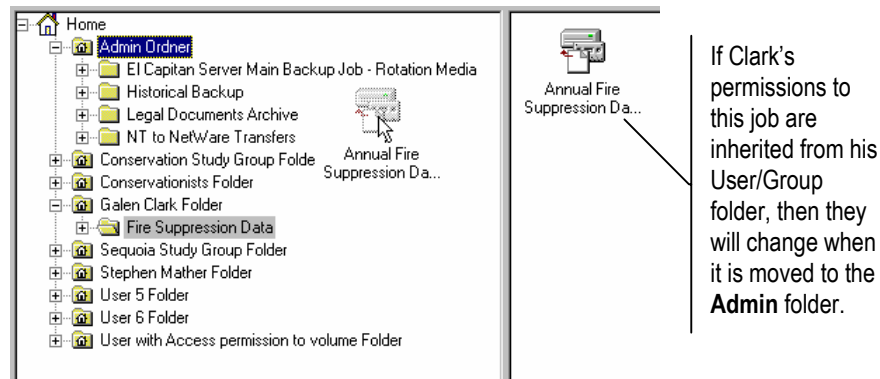 Home
Admin Ordner
El Capitan Server Main Backup Job - Rotation Media
Historical Backup
Legal Documents Archive
NT to NetWare Transfers
Conservation Study Group Folde
Conservationists Folder
Galen Clark Folder
Fire Suppression Data
Sequoia Study Group Folder
Stephen Mather Folder
User 5 Folder
User 6 Folder
User with Access permission to volume Folder
Annual Fire
Suppression Da...
Annual Fire
Suppression Da...
If Clark's
permissions to
this job are
inherited from his
User/Group
folder, then they
will change when
it is moved to the
Admin folder.